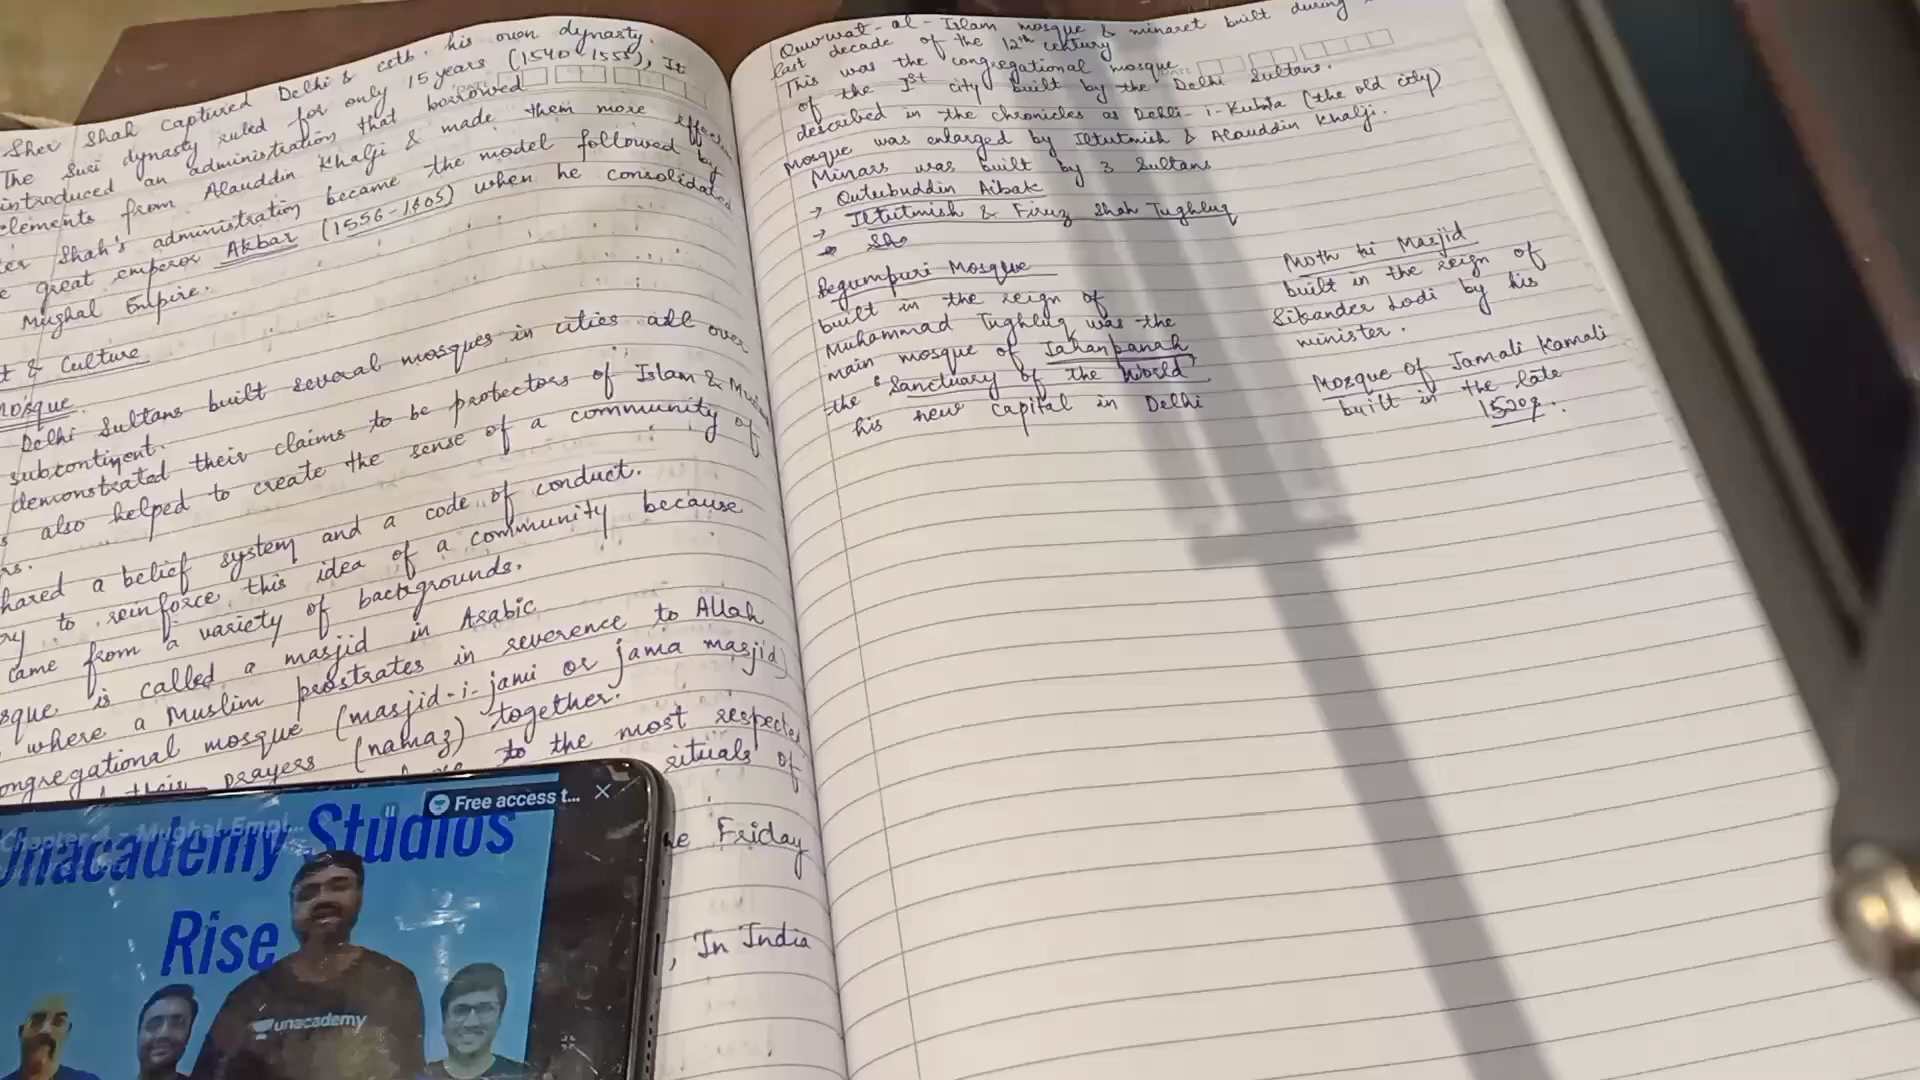 Sher Shah captured Delhi & estb. his own dynasty.
The Suri dynasty ruled for only 15 years (1540-1555), It
introduced an administration that borrowed
elements from Alauddin Khalji & made them more
Shah's administration became the model followed by
great emperor Akbar (1556-1605) when he consolidated
Mughal Empire.
& Culture
Mosque
Delhi Sultans built several mosques in cities all over
subcontinent.
demonstrated their claims to be protectors of Islam &
also helped to create the sense of a community of
a belief system and a code of conduct.
to reinforce this idea of a community because
came from a variety of backgrounds.
is called a masjid in Arabic
where a Muslim prostrates in reverence to Allah
mosque (masjid-i-jami or jama masjid)
their prayers (namaz) together.
to the most
rituals of
Friday
, In India
Quwwat-al-Islam mosque & minaret built during
last decade of the 12th century
This was the congregational mosque
DATE
of the Ist city built by the Delhi Sultans.
described in the chronicles as Dehli-i-Kuhna (the old city)
Mosque was enlarged by Iltutmish & Alauddin Khalji.
Minars was built by 3 Sultans
→ Qutubuddin Aibak
→ Iltutmish & Firuz Shah Tughluq
→ Sh
Begumpuri Mosque
built in the reign of
Muhammad Tughluq was the
main mosque of Jahanpanah
the "Sanctuary of the World"
his new capital in Delhi
Moth ki Masjid
built in the reign of
Sikander Lodi by his
minister.
Mosque of Jamali Kamali
built in the late
1520s.
Free access t... ×
Chapter 4 - Mughal Empi...
Unacademy Studios
Rise
unacademy